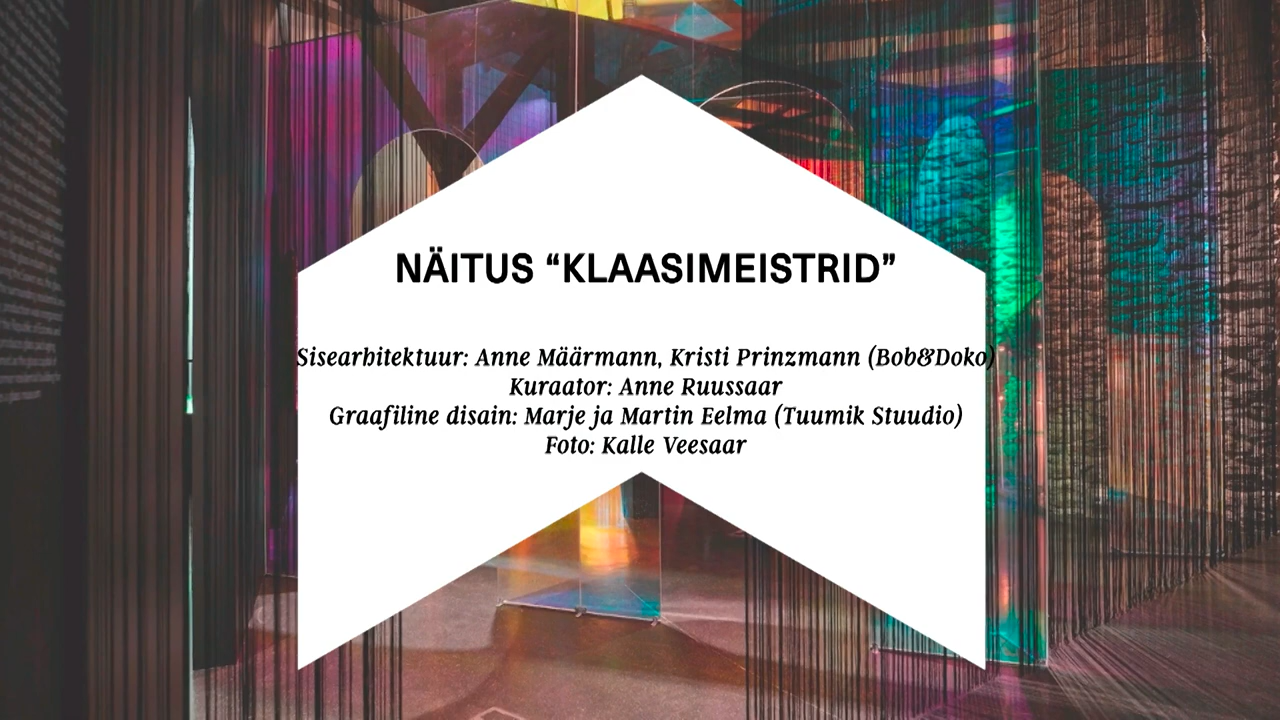 NÄITUS “KLAASIMEISTRID”
Sisearhitektuur: Anne Määrmann, Kristi Prinzmann (Bob&Doko)
Kuraator: Anne Ruussaar
Graafiline disain: Marje ja Martin Eelma (Tuumik Stuudio)
Foto: Kalle Veesaar